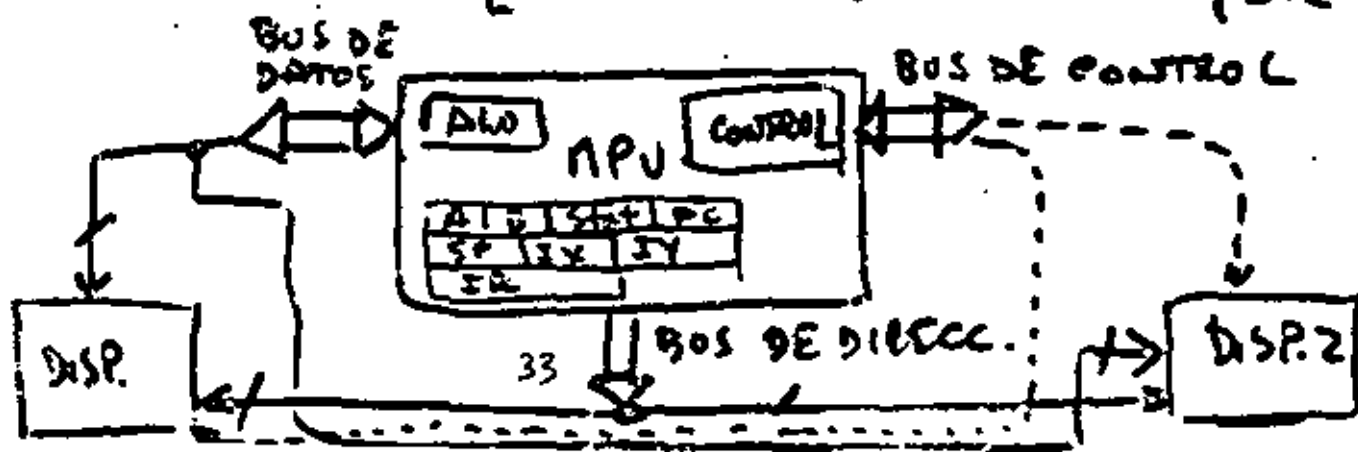 BUS DE
DATOS
BUS DE CONTROL
ALU
CONTROL
MPU
A B Stat PC
SP IX IY
IR
BUS DE DIRECC.
33
DISP.
DISP. 2